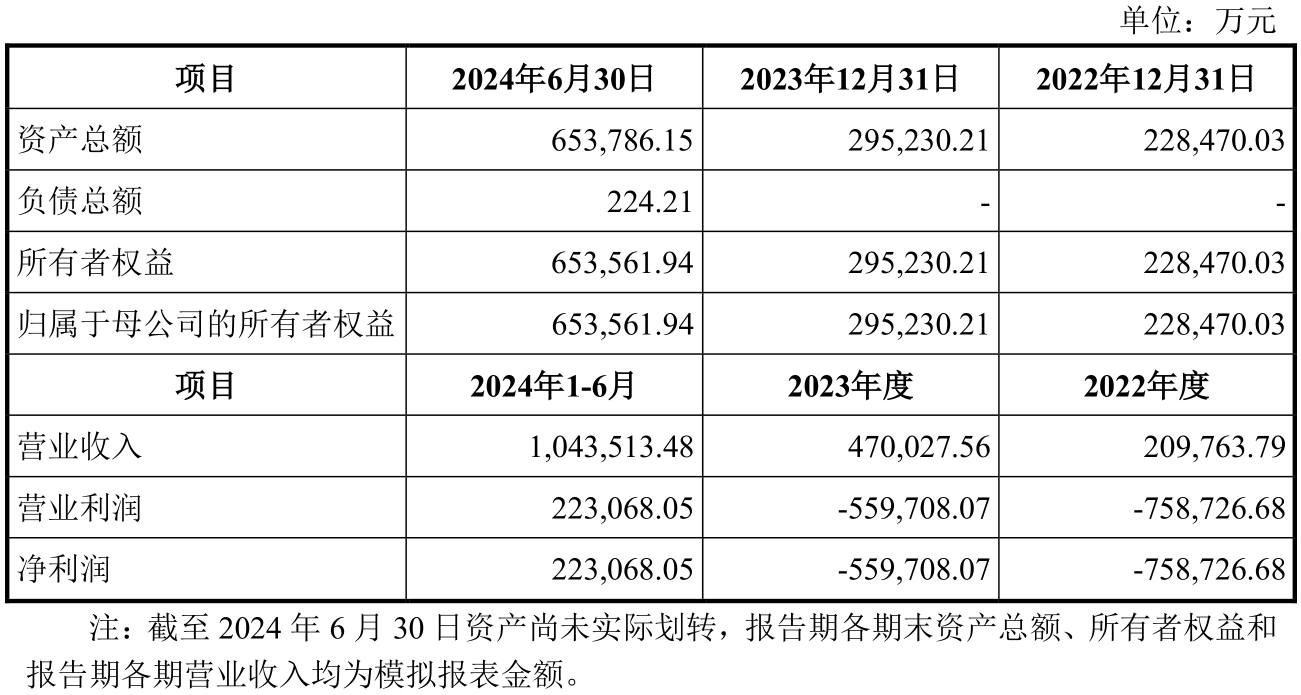 单位：万元
项目 2024年6月30日 2023年12月31日 2022年12月31日
资产总额 653,786.15 295,230.21 228,470.03
负债总额 224.21 - -
所有者权益 653,561.94 295,230.21 228,470.03
归属于母公司的所有者权益 653,561.94 295,230.21 228,470.03
项目 2024年1-6月 2023年度 2022年度
营业收入 1,043,513.48 470,027.56 209,763.79
营业利润 223,068.05 -559,708.07 -758,726.68
净利润 223,068.05 -559,708.07 -758,726.68
注：截至 2024 年 6 月 30 日资产尚未实际划转，报告期各期末资产总额、所有者权益和
报告期各期营业收入均为模拟报表金额。